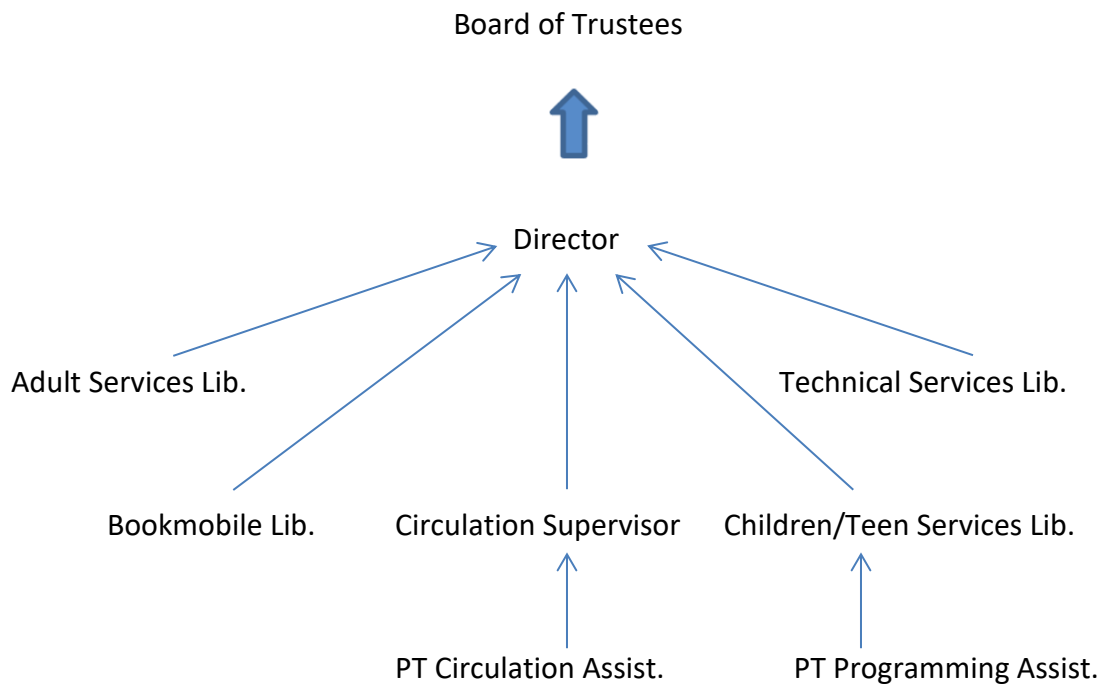 Board of Trustees
Director
Adult Services Lib.
Technical Services Lib.
Bookmobile Lib.
Circulation Supervisor
Children/Teen Services Lib.
PT Circulation Assist.
PT Programming Assist.